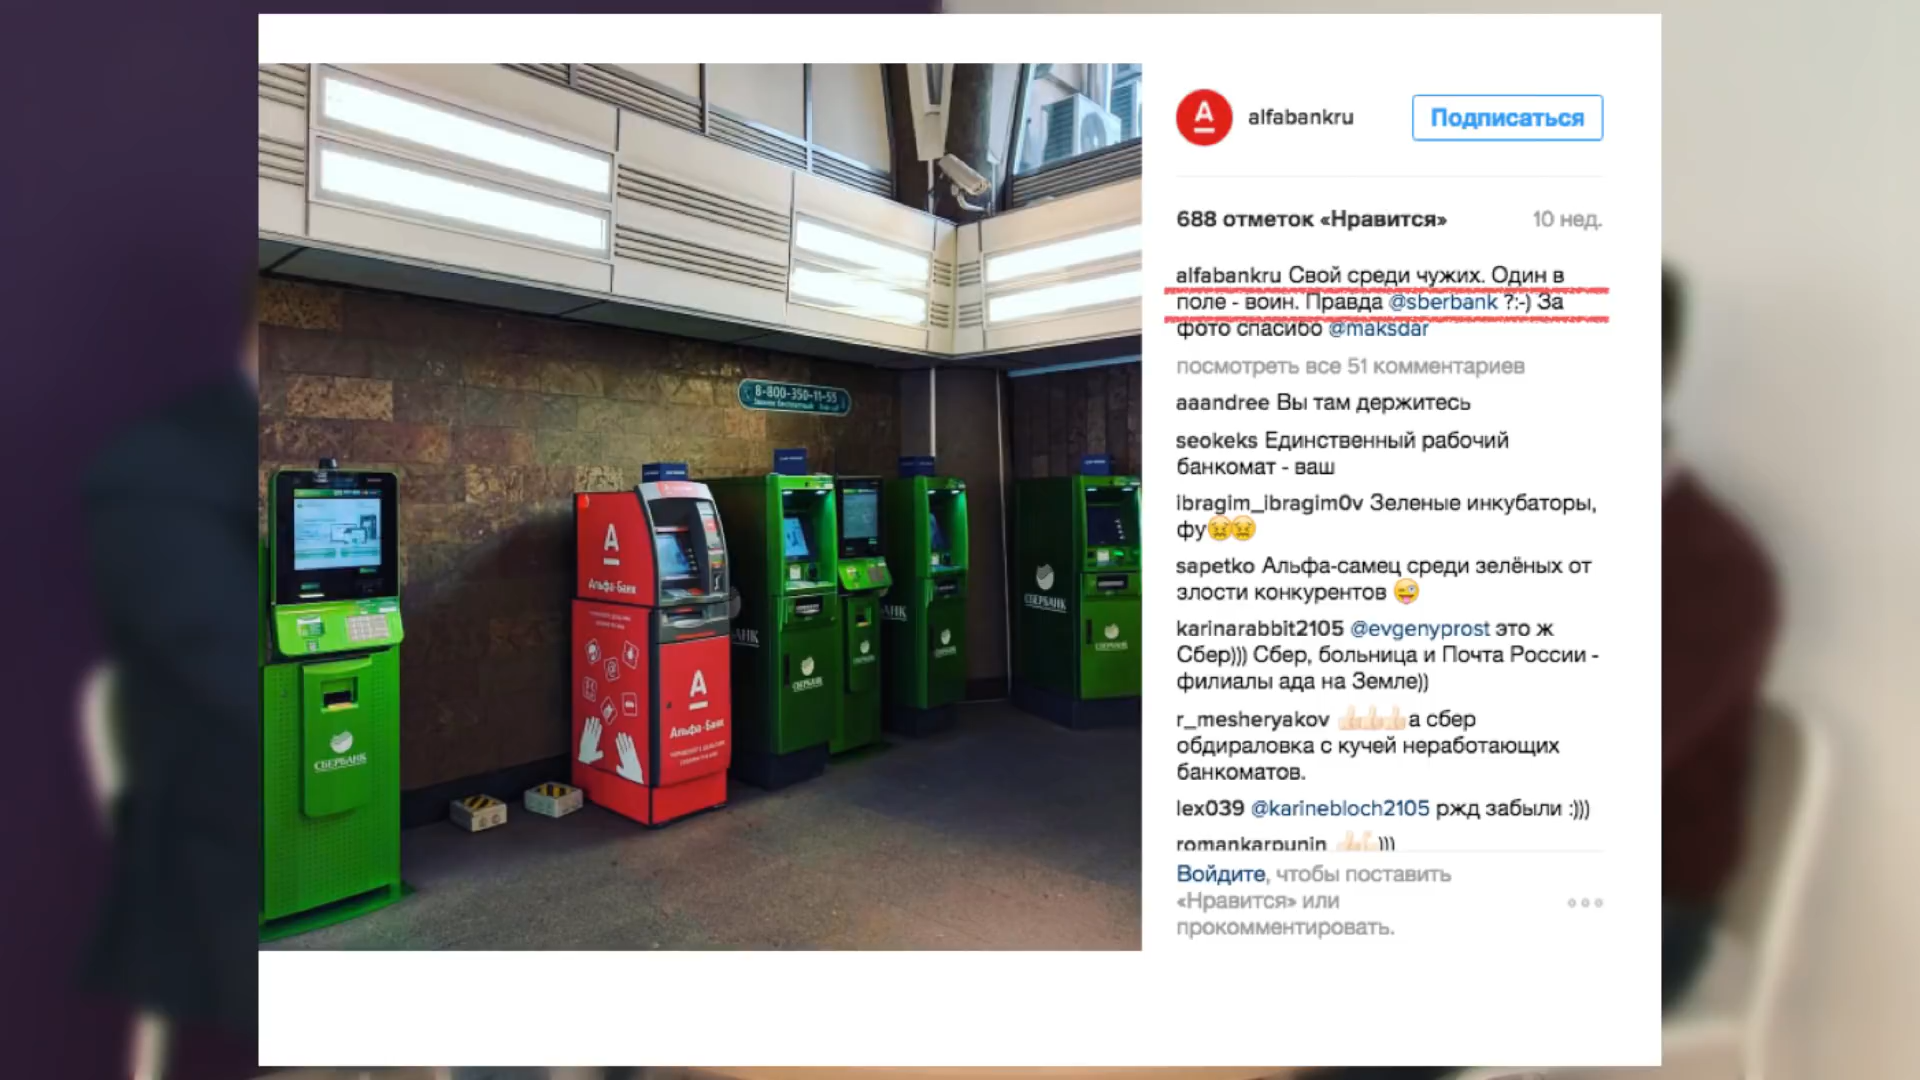 alfabankru
Подписаться
688 отметок «Нравится»
10 нед.
alfabankru Свой среди чужих. Один в
поле - воин. Правда @sberbank ?:-) За
фото спасибо @maksdar
посмотреть все 51 комментариев
aaandree Вы там держитесь
seokeks Единственный рабочий
банкомат - ваш
ibragim_ibragim0v Зеленые инкубаторы,
фу😖😖
sapetko Альфа-самец среди зелёных от
злости конкурентов 😜
karinarabbit2105 @evgenyprost это ж
Сбер))) Сбер, больница и Почта России -
филиалы ада на Земле))
r_mesheryakov 👍🏻👍🏻👍🏻а сбер
обдираловка с кучей неработающих
банкоматов.
lex039 @karinebloch2105 ржд забыли :)))
romankarpunin 👍🏻👍🏻)))
Войдите, чтобы поставить
«Нравится» или
прокомментировать.
8-800-350-11-55
А
Альфа-Банк
А
Альфа-Банк
СБЕРБАНК
СБЕРБАНК
СБЕРБАНК
СБЕРБАНК
СБЕРБАНК